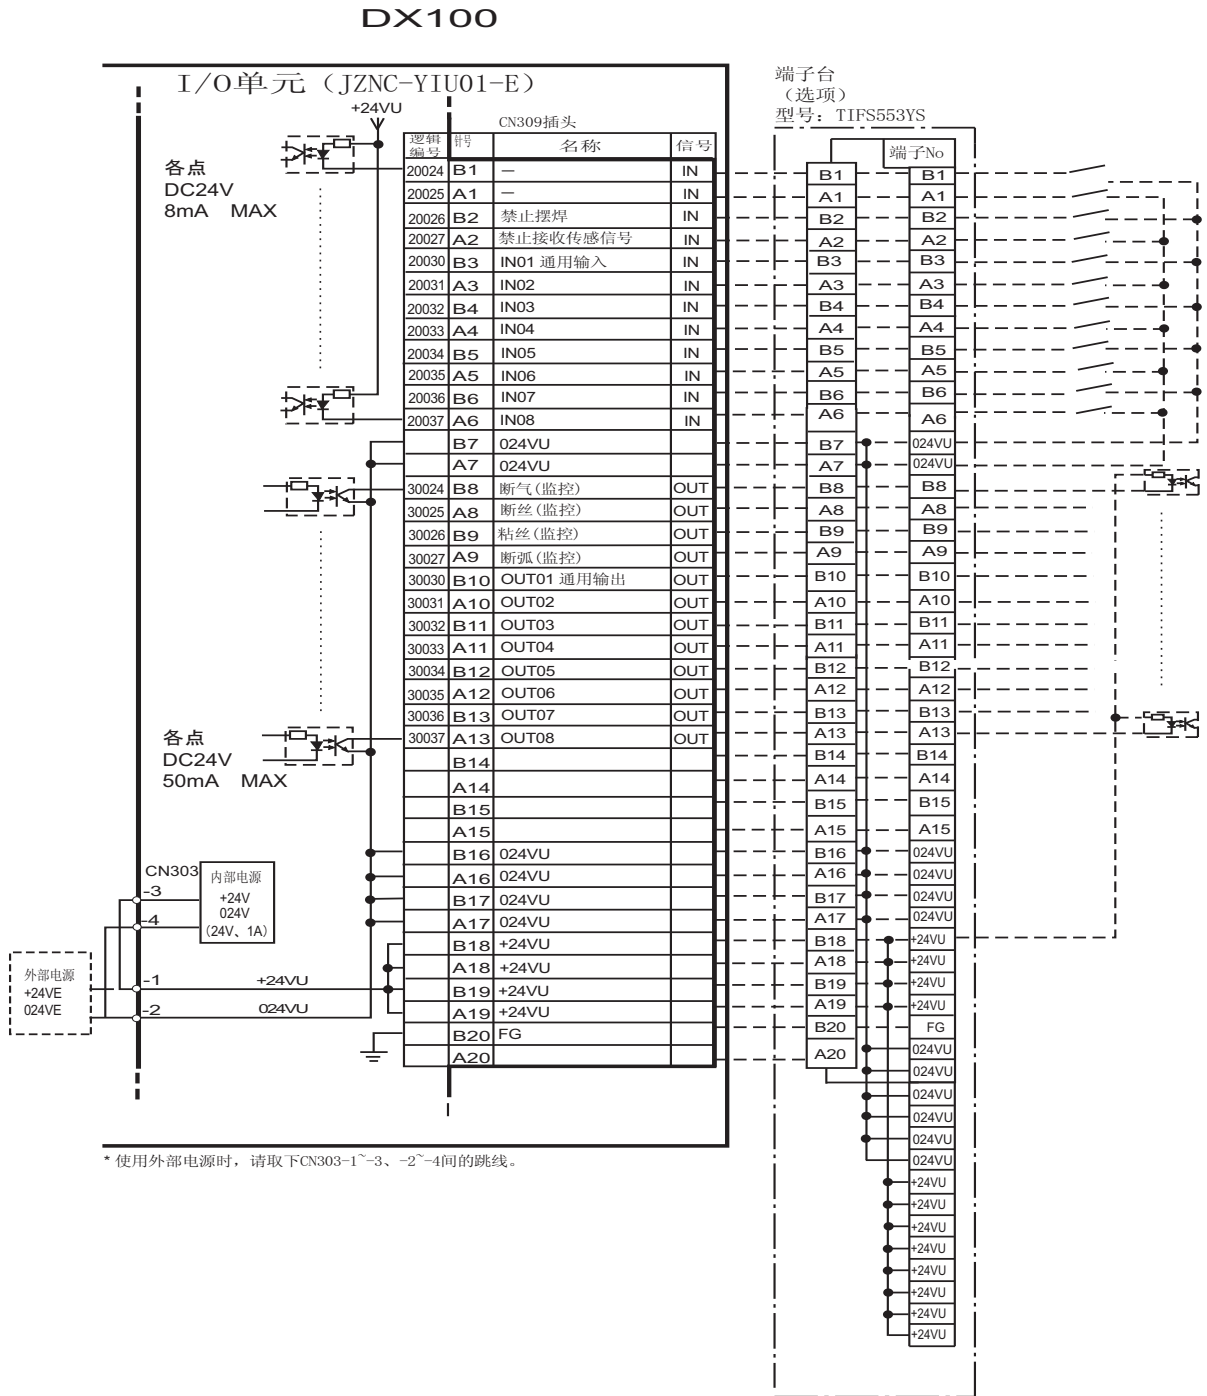 DX100
I/O单元（JZNC-YIU01-E）
+24VU
CN309插头
端子台
（选项）
型号：TIFS553YS
逻辑编号 针号 名称 信号
端子No
各点
DC24V
8mA MAX
20024 B1 — IN B1 B1
20025 A1 — IN A1 A1
20026 B2 禁止摆焊 IN B2 B2
20027 A2 禁止接收传感信号 IN A2 A2
20030 B3 IN01 通用输入 IN B3 B3
20031 A3 IN02 IN A3 A3
20032 B4 IN03 IN B4 B4
20033 A4 IN04 IN A4 A4
20034 B5 IN05 IN B5 B5
20035 A5 IN06 IN A5 A5
20036 B6 IN07 IN B6 B6
20037 A6 IN08 IN A6 A6
B7 024VU B7 024VU
A7 024VU A7 024VU
30024 B8 断气(监控) OUT B8 B8
30025 A8 断丝(监控) OUT A8 A8
30026 B9 粘丝(监控) OUT B9 B9
30027 A9 断弧(监控) OUT A9 A9
30030 B10 OUT01 通用输出 OUT B10 B10
30031 A10 OUT02 OUT A10 A10
30032 B11 OUT03 OUT B11 B11
30033 A11 OUT04 OUT A11 A11
30034 B12 OUT05 OUT B12 B12
30035 A12 OUT06 OUT A12 A12
30036 B13 OUT07 OUT B13 B13
30037 A13 OUT08 OUT A13 A13
各点
DC24V
50mA MAX
B14 B14 B14
A14 A14 A14
B15 B15 B15
A15 A15 A15
B16 024VU B16 024VU
A16 024VU A16 024VU
B17 024VU B17 024VU
A17 024VU A17 024VU
B18 +24VU B18 +24VU
A18 +24VU A18 +24VU
B19 +24VU B19 +24VU
A19 +24VU A19 +24VU
B20 FG B20 FG
A20 A20 024VU
024VU
024VU
024VU
024VU
024VU
+24VU
+24VU
+24VU
+24VU
+24VU
+24VU
+24VU
+24VU
CN303
-3
-4
内部电源
+24V
024V
(24V、1A)
外部电源
+24VE
024VE
-1 +24VU
-2 024VU
* 使用外部电源时，请取下CN303-1~-3、-2~-4间的跳线。